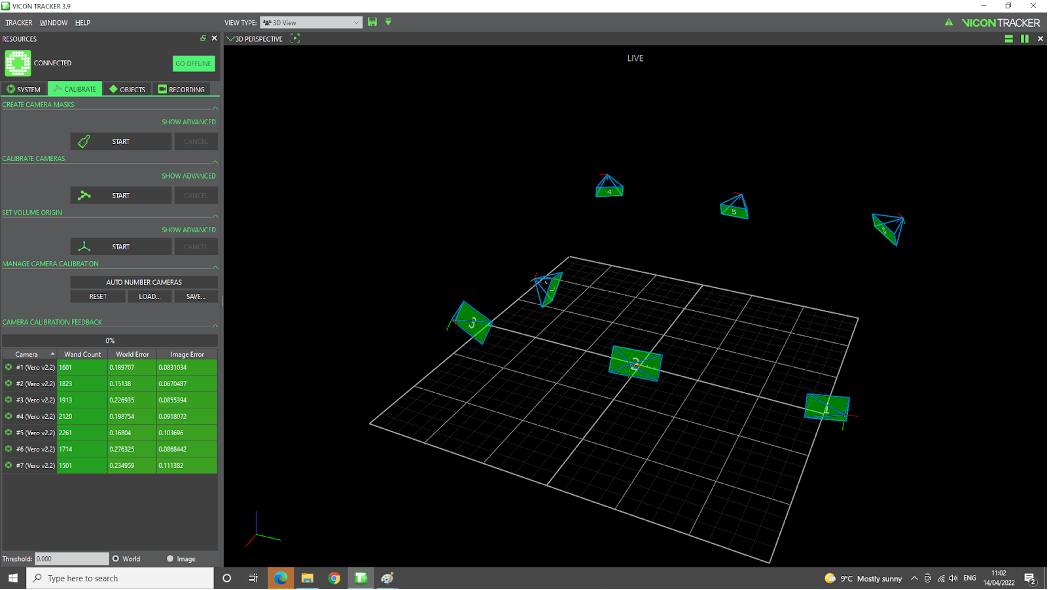 VICON TRACKER 3.9
TRACKER WINDOW HELP
VIEW TYPE: 3D View
VICON TRACKER
RESOURCES
3D PERSPECTIVE
CONNECTED
GO OFFLINE
LIVE
SYSTEM CALIBRATE OBJECTS RECORDING
CREATE CAMERA MASKS
SHOW ADVANCED
START CANCEL
CALIBRATE CAMERAS
SHOW ADVANCED
START CANCEL
SET VOLUME ORIGIN
SHOW ADVANCED
START CANCEL
MANAGE CAMERA CALIBRATION
AUTO NUMBER CAMERAS
RESET LOAD... SAVE...
CAMERA CALIBRATION FEEDBACK
0%
Camera Wand Count World Error Image Error
#1 (Vero v2.2) 1601 0.189707 0.0831034
#2 (Vero v2.2) 1823 0.15138 0.0670487
#3 (Vero v2.2) 1913 0.226935 0.0855394
#4 (Vero v2.2) 2120 0.198754 0.0918072
#5 (Vero v2.2) 2261 0.16804 0.103696
#6 (Vero v2.2) 1714 0.276325 0.0868442
#7 (Vero v2.2) 1501 0.234959 0.111382
4
5
3
2
1
Threshold: 0.000 World Image
Type here to search
9°C Mostly sunny
ENG
11:02
14/04/2022
2